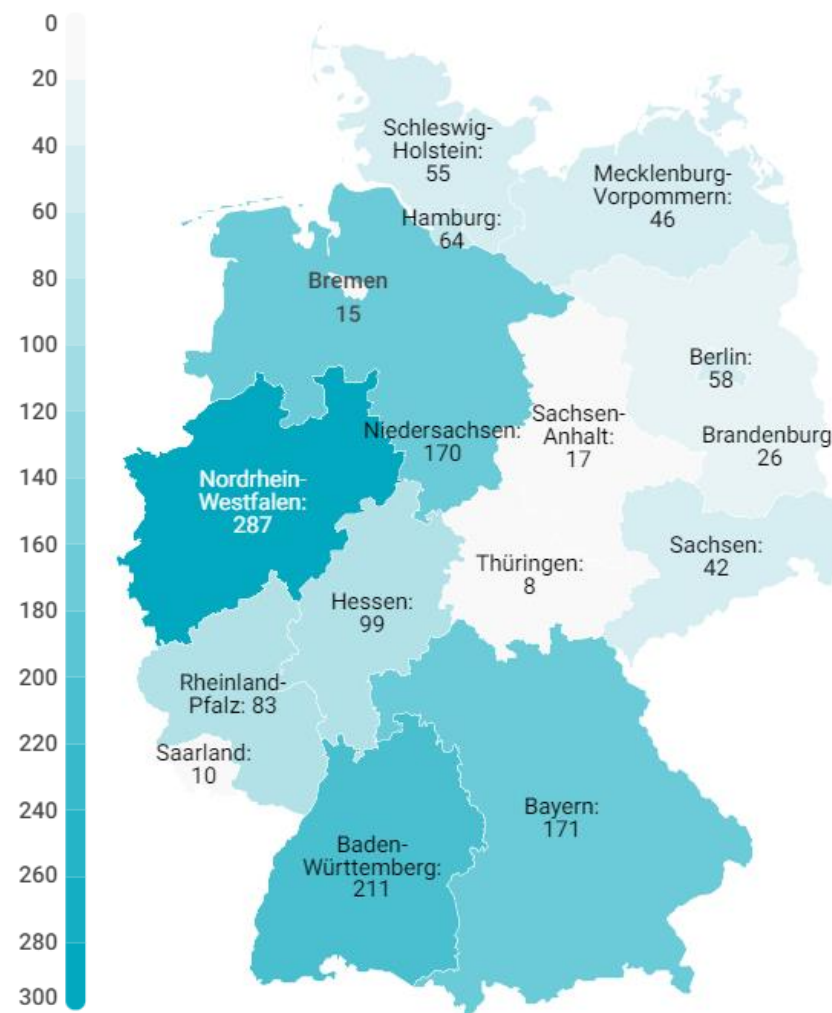 0
20
40
60
80
100
120
140
160
180
200
220
240
260
280
300
Schleswig-
Holstein:
55
Mecklenburg-
Vorpommern:
46
Hamburg:
64
Bremen
15
Berlin:
58
Niedersachsen:
170
Sachsen-
Anhalt:
17
Brandenburg
26
Nordrhein-
Westfalen:
287
Sachsen:
42
Thüringen:
8
Hessen:
99
Rheinland-
Pfalz: 83
Saarland:
10
Bayern:
171
Baden-
Württemberg:
211